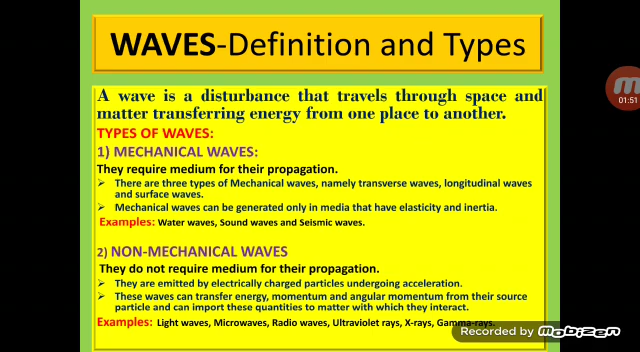 WAVES-Definition and Types
A wave is a disturbance that travels through space and
matter transferring energy from one place to another.
TYPES OF WAVES:
1) MECHANICAL WAVES:
They require medium for their propagation.
➢ There are three types of Mechanical waves, namely transverse waves, longitudinal waves
and surface waves.
➢ Mechanical waves can be generated only in media that have elasticity and inertia.
Examples: Water waves, Sound waves and Seismic waves.
2) NON-MECHANICAL WAVES
They do not require medium for their propagation.
➢ They are emitted by electrically charged particles undergoing acceleration.
➢ These waves can transfer energy, momentum and angular momentum from their source
particle and can import these quantities to matter with which they interact.
Examples: Light waves, Microwaves, Radio waves, Ultraviolet rays, X-rays, Gamma-rays.
01:51
Recorded by Mobizen